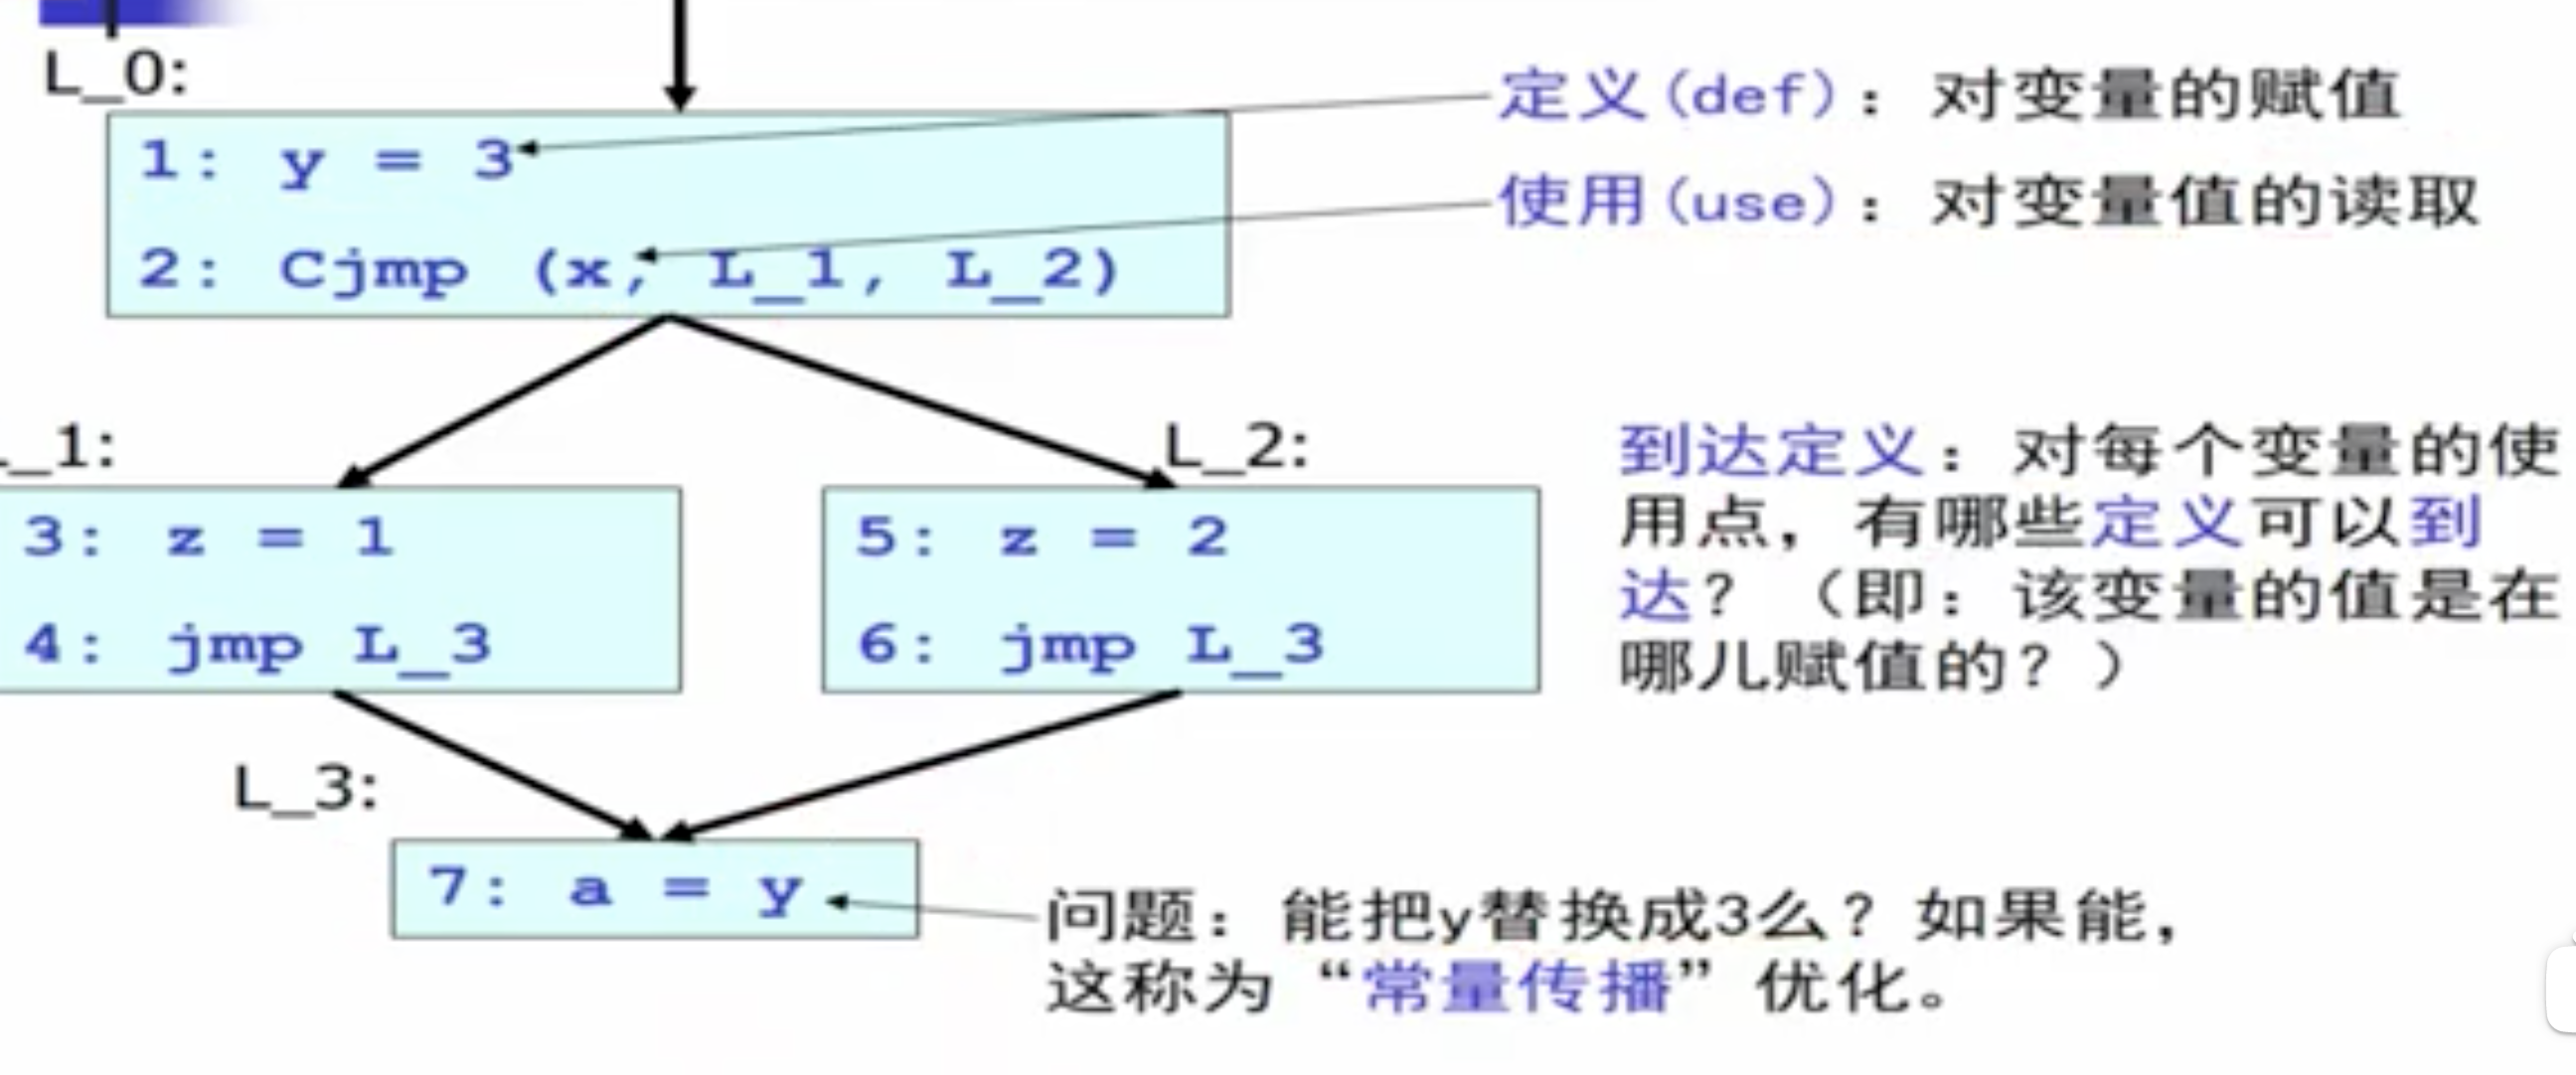 L_0:
1: y = 3
2: Cjmp (x, L_1, L_2)
定义(def)：对变量的赋值
使用(use)：对变量值的读取
_1:
3: z = 1
4: jmp L_3
L_2:
5: z = 2
6: jmp L_3
到达定义：对每个变量的使
用点，有哪些定义可以到
达？（即：该变量的值是在
哪儿赋值的？）
L_3:
7: a = y
问题：能把y替换成3么？如果能，
这称为“常量传播”优化。